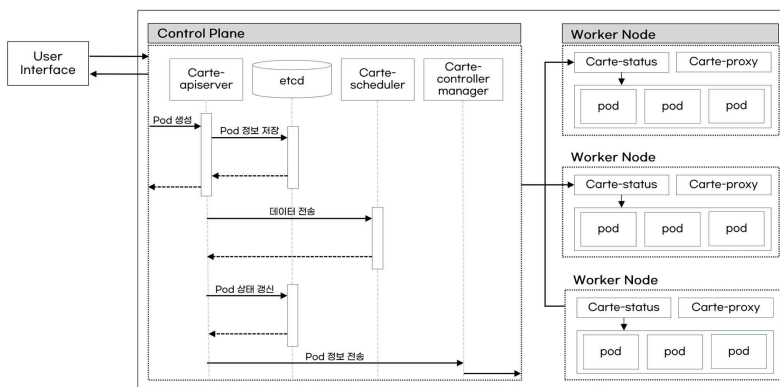 User
Interface
Control Plane
Carte-
apiserver
etcd
Carte-
scheduler
Carte-
controller
manager
Pod 생성
Pod 정보 저장
데이터 전송
Pod 상태 갱신
Pod 정보 전송
Worker Node
Carte-status
Carte-proxy
pod
pod
pod
Worker Node
Carte-status
Carte-proxy
pod
pod
pod
Worker Node
Carte-status
Carte-proxy
pod
pod
pod